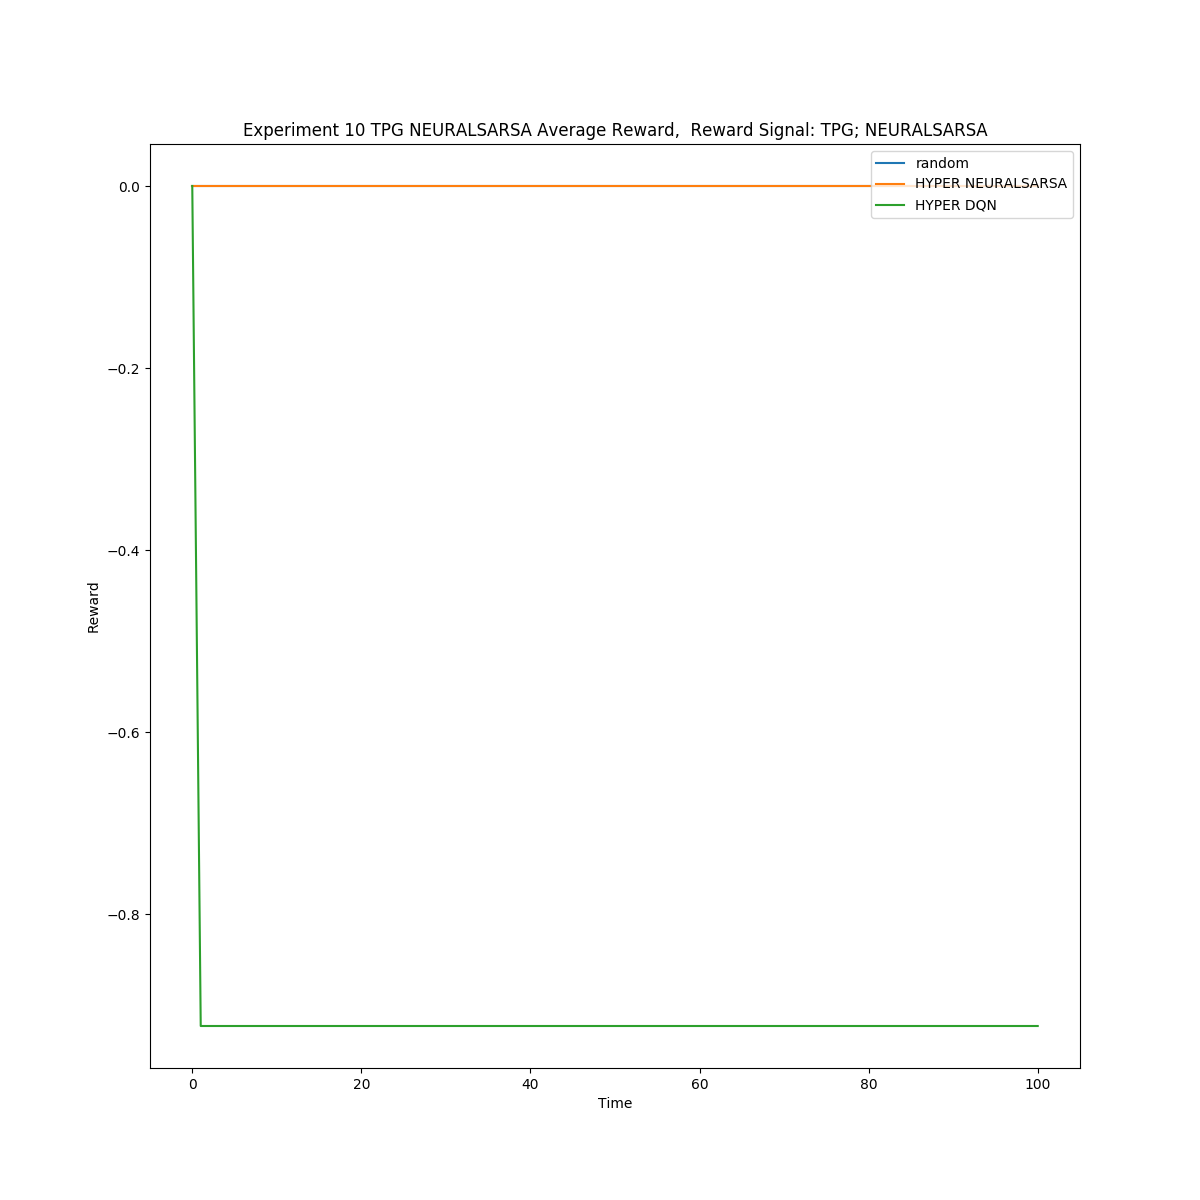 Experiment 10 TPG NEURALSARSA Average Reward,  Reward Signal: TPG; NEURALSARSA
random
HYPER NEURALSARSA
HYPER DQN
0.0
−0.2
−0.4
−0.6
−0.8
Reward
0 20 40 60 80 100
Time